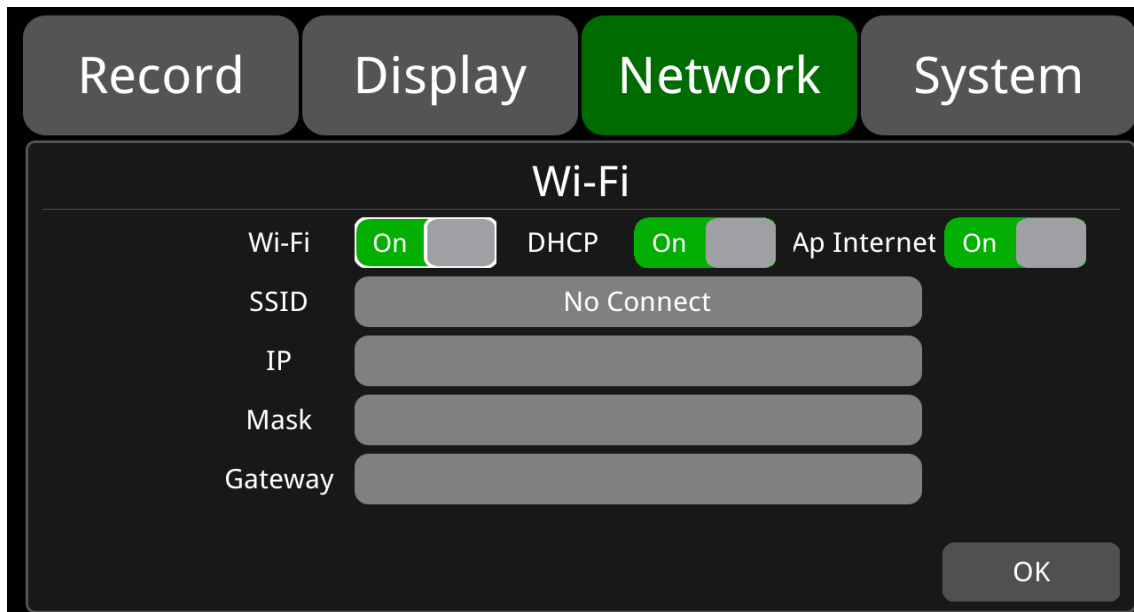 Record Display Network System
Wi-Fi
Wi-Fi On DHCP On Ap Internet On
SSID No Connect
IP
Mask
Gateway
OK